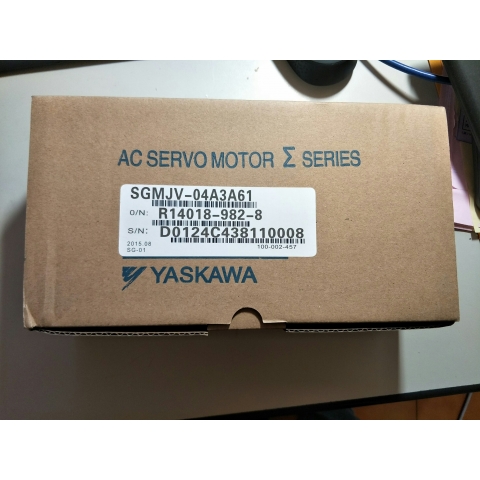 AC SERVO MOTOR Σ SERIES
SGMJV-04A3A61
O/N: R14018-982-8
S/N: D0124C438110008
2015.08
SG-01 100-002-457
YASKAWA